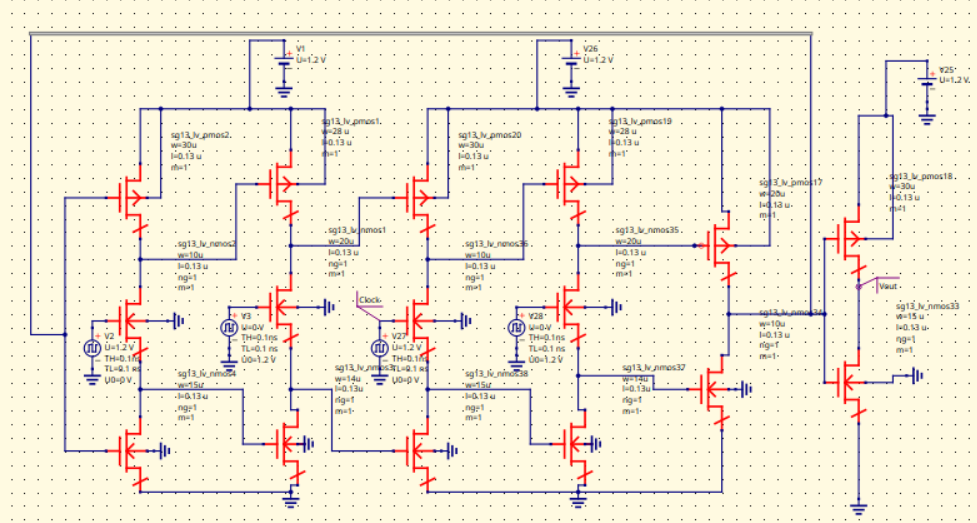 V1
U=1.2 V
V26
U=1.2 V
V25
U=1.2 V
sg13_lv_pmos2.
w=30u
l=0.13 u
m=1
sg13_lv_pmos1.
w=28 u
l=0.13 u
m=1
sg13_lv_pmos20
w=30u
l=0.13 u
m=1
sg13_lv_pmos19
w=28 u
l=0.13 u
m=1
sg13_lv_pmos17
w=20u
l=0.13 u
m=1
sg13_lv_pmos18
w=30u
l=0.13 u
m=1
sg13_lv_nmos2
w=10u
l=0.13 u
ng=1
m=1
sg13_lv_nmos1
w=20u
l=0.13 u
ng=1
m=1
sg13_lv_nmos36
w=10u
l=0.13 u
ng=1
m=1
sg13_lv_nmos35
w=20u
l=0.13 u
ng=1
m=1
Clock
Vout
V2
U=1.2 V
TH=0.1ns
TL=0.1 ns
U0=0 V
V3
U=0 V
TH=0.1ns
TL=0.1 ns
U0=1.2 V
V27
U=1.2 V
TH=0.1ns
TL=0.1 ns
U0=0 V
V28
U=0 V
TH=0.1ns
TL=0.1 ns
U0=1.2 V
w=10u
l=0.13 u
ng=1
m=1
sg13_lv_nmos33
w=15 u
l=0.13 u
ng=1
m=1
sg13_lv_nmos4
w=15u
l=0.13 u
ng=1
m=1
w=14u
l=0.13u
ng=1
m=1
sg13_lv_nmos38
w=15u
l=0.13 u
ng=1
m=1
sg13_lv_nmos37
w=14u
l=0.13 u
ng=1
m=1